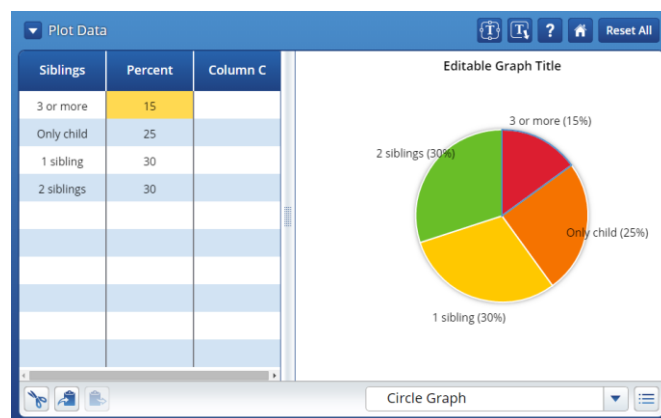 Plot Data
T
T
?
Reset All
Siblings Percent Column C
3 or more 15
Only child 25
1 sibling 30
2 siblings 30
Editable Graph Title
3 or more (15%)
2 siblings (30%)
Only child (25%)
1 sibling (30%)
Circle Graph